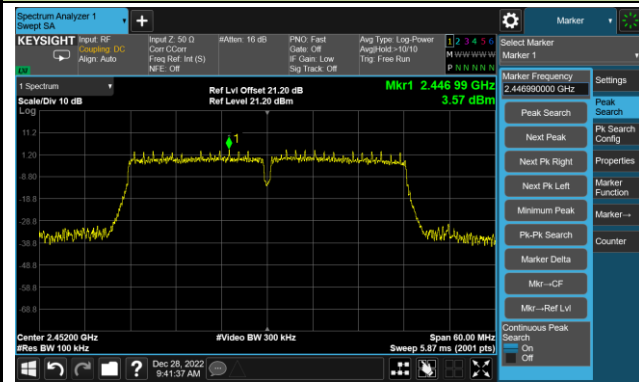 Spectrum Analyzer 1
Swept SA
Marker
KEYSIGHT
Input: RF
Coupling: DC
Align: Auto
Input Z: 50 Ω
Corr CCorr
Freq Ref: Int (S)
NFE: Off
#Atten: 16 dB
PNO: Fast
Gate: Off
IF Gain: Low
Sig Track: Off
Avg Type: Log-Power
Avg|Hold:>10/10
Trig: Free Run
1 2 3 4 5 6
M W W W W W
P N N N N N
Select Marker
Marker 1
LXI
1 Spectrum
Scale/Div 10 dB
Log
Ref Lvl Offset 21.20 dB
Ref Level 21.20 dBm
Mkr1 2.446 99 GHz
3.57 dBm
11.2
1.20
-8.80
-18.8
-28.8
-38.8
-48.8
-58.8
-68.8
1
Center 2.45200 GHz
#Res BW 100 kHz
#Video BW 300 kHz
Span 60.00 MHz
Sweep 5.87 ms (2001 pts)
Marker Frequency
2.446990000 GHz
Peak Search
Next Peak
Next Pk Right
Next Pk Left
Minimum Peak
Pk-Pk Search
Marker Delta
Mkr→CF
Mkr→Ref Lvl
Continuous Peak
Search
On
Off
Settings
Peak
Search
Pk Search
Config
Properties
Marker
Function
Marker→
Counter
Dec 28, 2022
9:41:37 AM